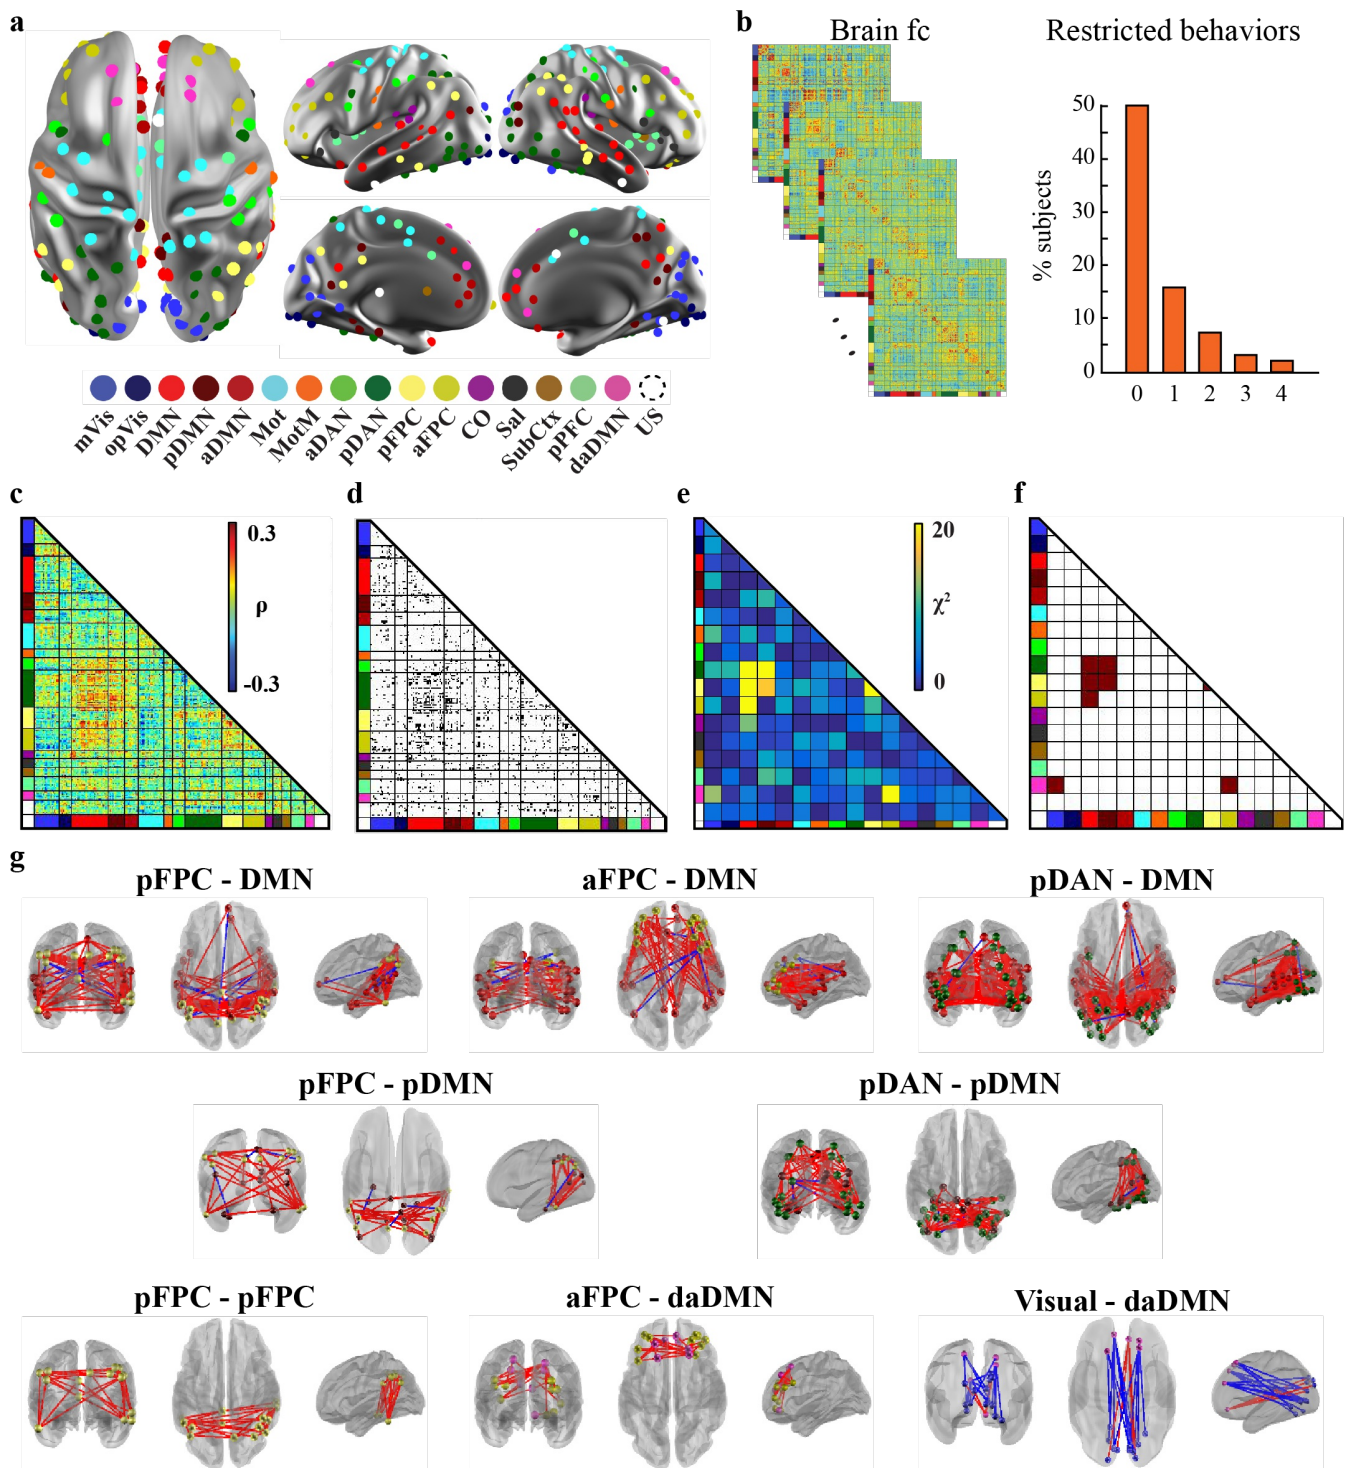 a
mVis
opVis
DMN
pDMN
aDMN
Mot
MotM
aDAN
pDAN
pFPC
aFPC
CO
Sal
SubCtx
pPFC
daDMN
US
b
Brain fc
Restricted behaviors
% subjects
50
40
30
20
10
0
0 1 2 3 4
c
0.3
ρ
-0.3
d
e
20
χ²
0
f
g
pFPC - DMN
aFPC - DMN
pDAN - DMN
pFPC - pDMN
pDAN - pDMN
pFPC - pFPC
aFPC - daDMN
Visual - daDMN